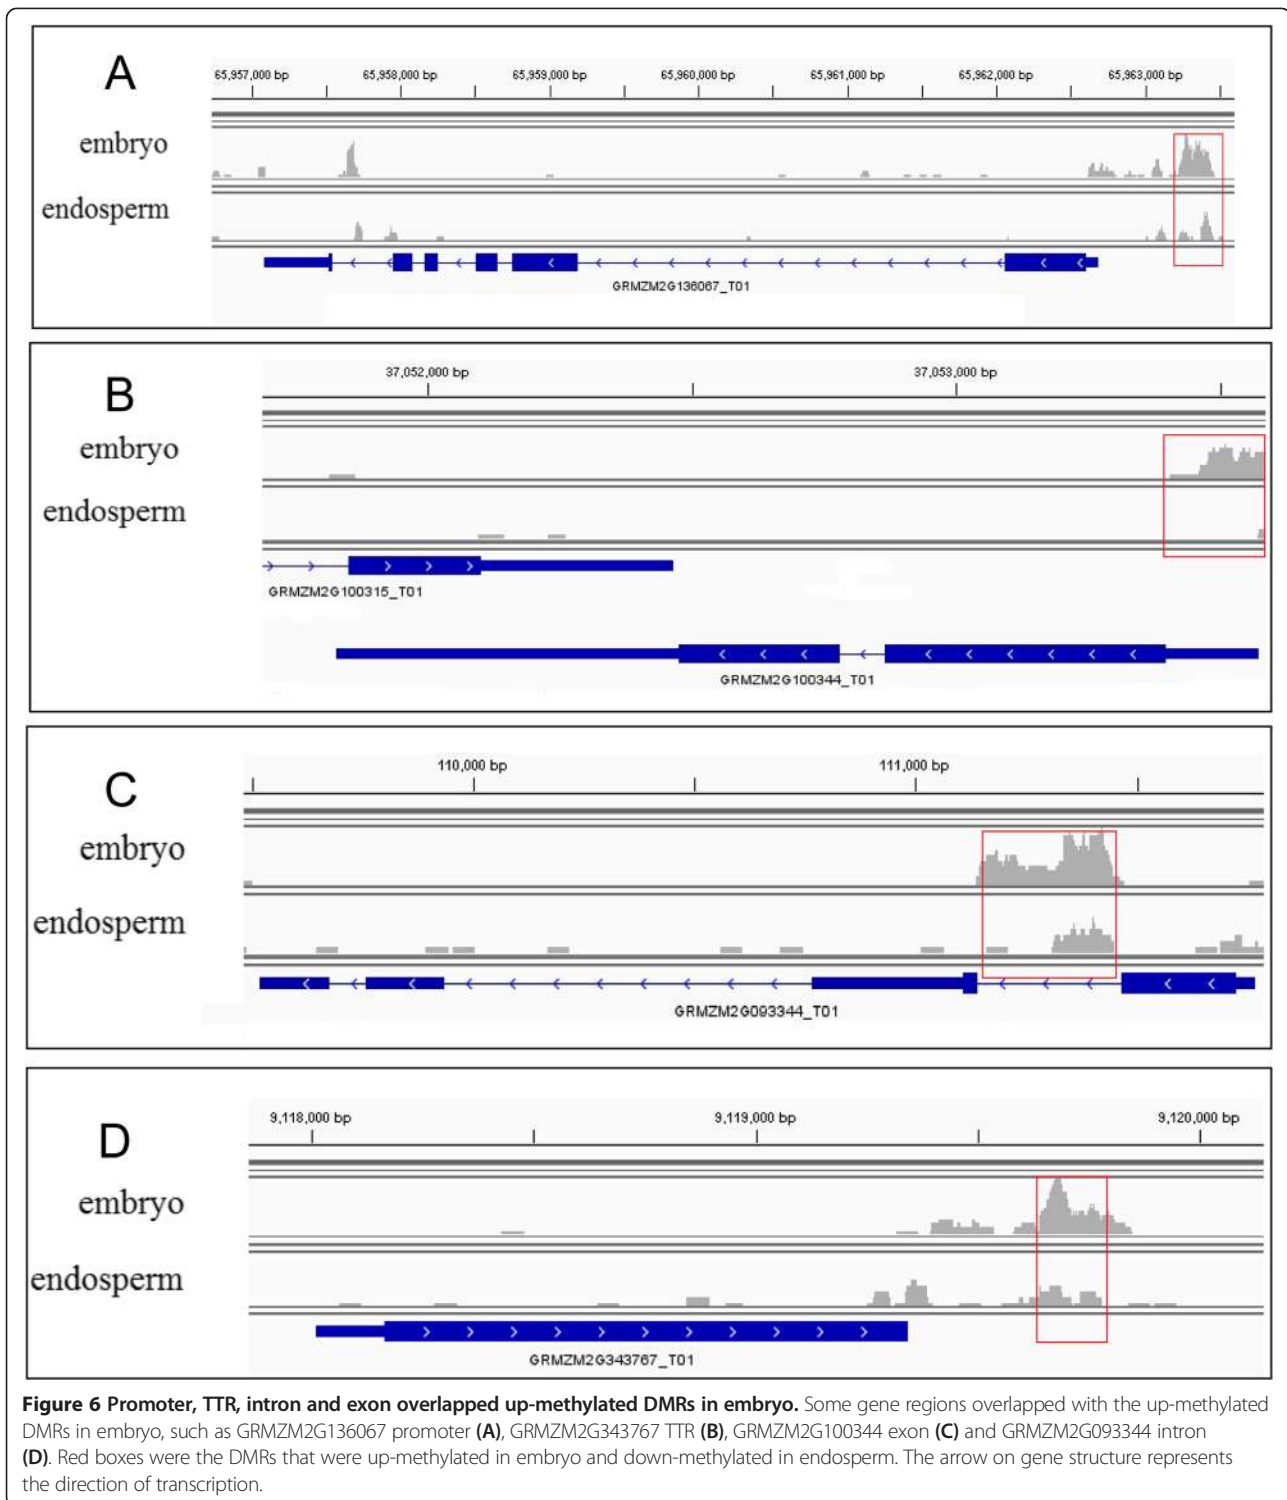 A
65,957,000 bp 65,958,000 bp 65,959,000 bp 65,960,000 bp 65,961,000 bp 65,962,000 bp 65,963,000 bp
embryo
endosperm
GRMZM2G136067_T01
B
37,052,000 bp 37,053,000 bp
embryo
endosperm
GRMZM2G100315_T01
GRMZM2G100344_T01
C
110,000 bp 111,000 bp
embryo
endosperm
GRMZM2G093344_T01
D
9,118,000 bp 9,119,000 bp 9,120,000 bp
embryo
endosperm
GRMZM2G343767_T01
Figure 6 Promoter, TTR, intron and exon overlapped up-methylated DMRs in embryo. Some gene regions overlapped with the up-methylated
DMRs in embryo, such as GRMZM2G136067 promoter (A), GRMZM2G343767 TTR (B), GRMZM2G100344 exon (C) and GRMZM2G093344 intron
(D). Red boxes were the DMRs that were up-methylated in embryo and down-methylated in endosperm. The arrow on gene structure represents
the direction of transcription.